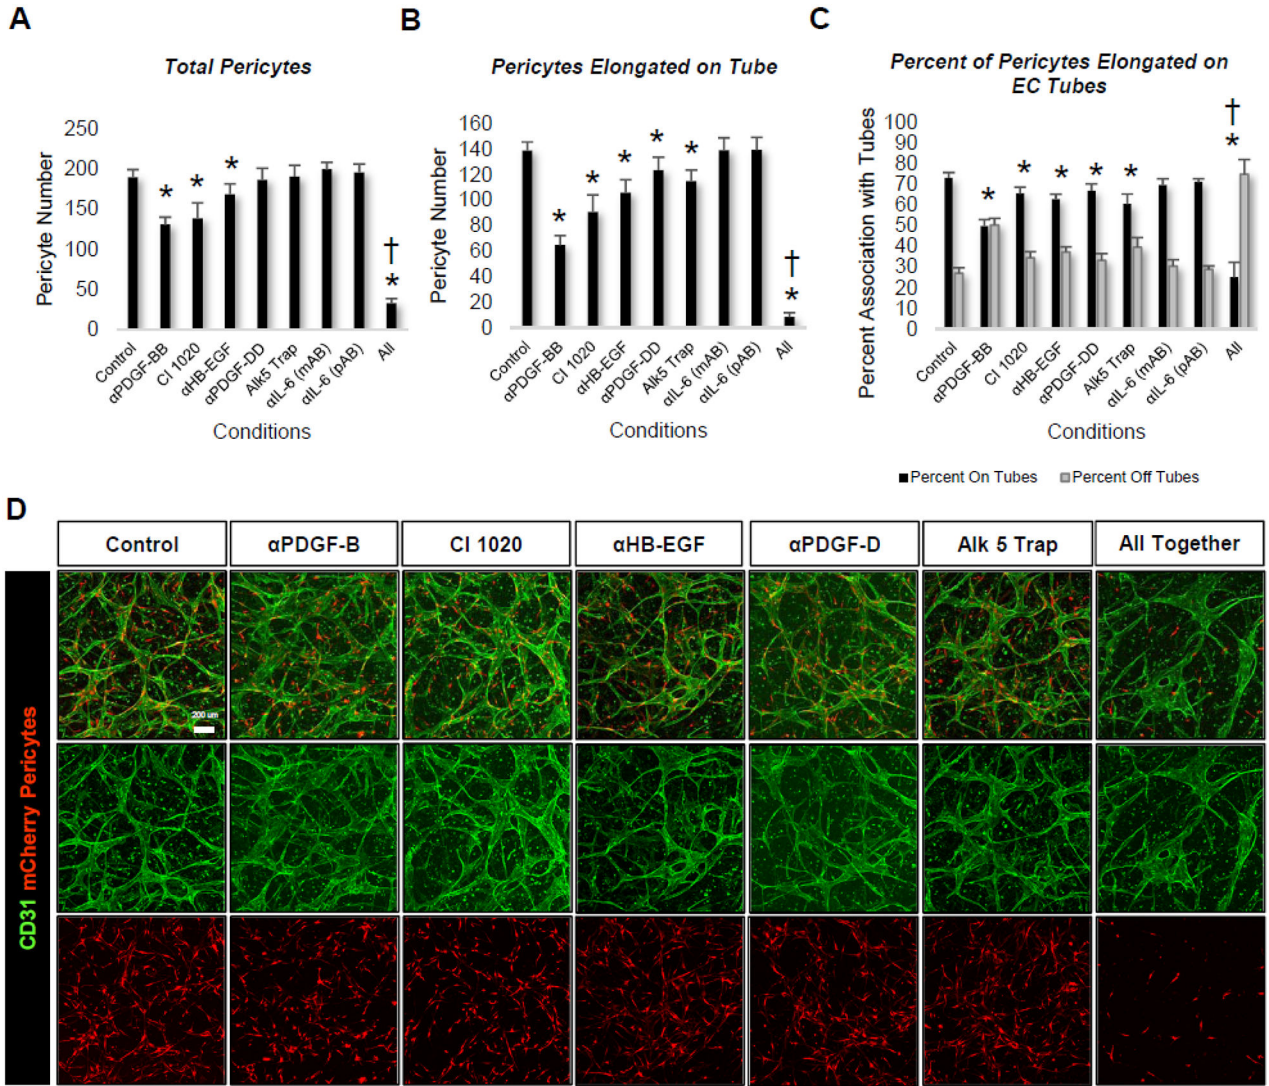 A
Total Pericytes
Pericyte Number
250
200
150
100
50
0
*
*
*
†
*
Control
αPDGF-BB
CI 1020
αHB-EGF
αPDGF-DD
Alk5 Trap
αIL-6 (mAB)
αIL-6 (pAB)
All
Conditions
B
Pericytes Elongated on Tube
Pericyte Number
160
140
120
100
80
60
40
20
0
*
*
*
*
*
†
*
Control
αPDGF-BB
CI 1020
αHB-EGF
αPDGF-DD
Alk5 Trap
αIL-6 (mAB)
αIL-6 (pAB)
All
Conditions
C
Percent of Pericytes Elongated on
EC Tubes
Percent Association with Tubes
100
90
80
70
60
50
40
30
20
10
0
*
*
*
*
*
†
*
Control
αPDGF-BB
CI 1020
αHB-EGF
αPDGF-DD
Alk5 Trap
αIL-6 (mAB)
αIL-6 (pAB)
All
Conditions
Percent On Tubes
Percent Off Tubes
D
Control
αPDGF-B
CI 1020
αHB-EGF
αPDGF-D
Alk 5 Trap
All Together
CD31 mCherry Pericytes
200 um